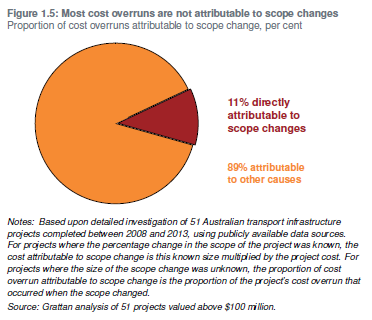 Figure 1.5: Most cost overruns are not attributable to scope changes
Proportion of cost overruns attributable to scope change, per cent
11% directly
attributable to
scope changes
89% attributable
to other causes
Notes: Based upon detailed investigation of 51 Australian transport infrastructure
projects completed between 2008 and 2013, using publicly available data sources.
For projects where the percentage change in the scope of the project was known, the
cost attributable to scope change is this known size multiplied by the project cost. For
projects where the size of the scope change was unknown, the proportion of cost
overrun attributable to scope change is the proportion of the project's cost overrun that
occurred when the scope changed.
Source: Grattan analysis of 51 projects valued above $100 million.